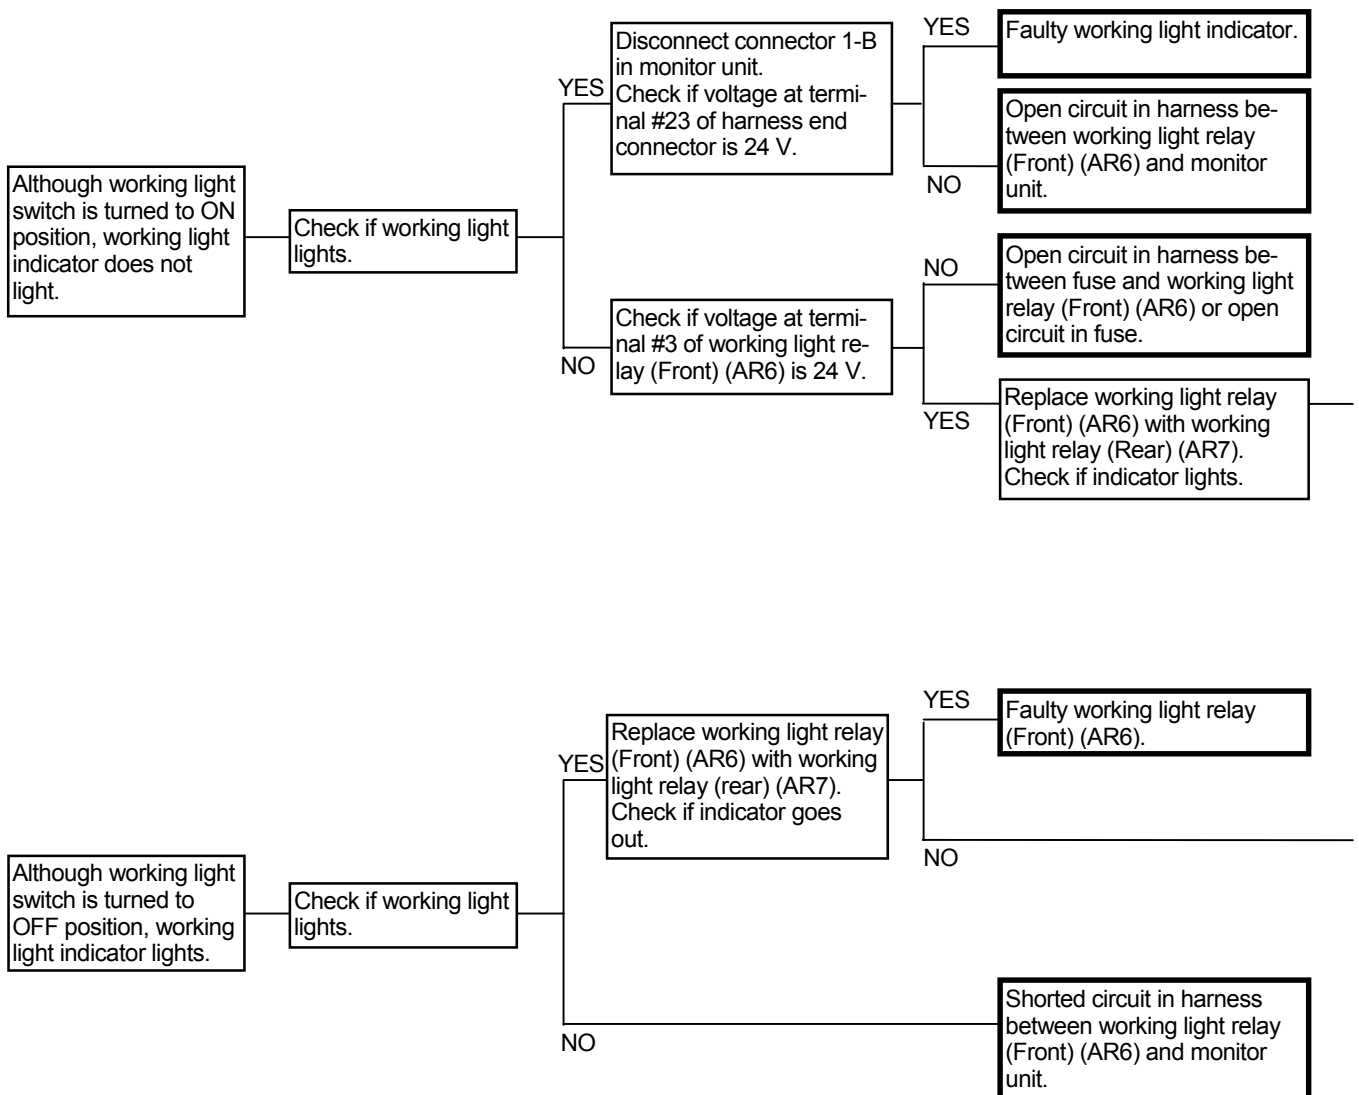 YES
Faulty working light indicator.
Disconnect connector 1-B
in monitor unit.
Check if voltage at termi-
nal #23 of harness end
connector is 24 V.
YES
Open circuit in harness be-
tween working light relay
(Front) (AR6) and monitor
unit.
NO
Although working light
switch is turned to ON
position, working light
indicator does not
light.
Check if working light
lights.
NO
Open circuit in harness be-
tween fuse and working light
relay (Front) (AR6) or open
circuit in fuse.
Check if voltage at termi-
nal #3 of working light re-
lay (Front) (AR6) is 24 V.
NO
YES
Replace working light relay
(Front) (AR6) with working
light relay (Rear) (AR7).
Check if indicator lights.
YES
Faulty working light relay
(Front) (AR6).
YES
Replace working light relay
(Front) (AR6) with working
light relay (rear) (AR7).
Check if indicator goes
out.
NO
Although working light
switch is turned to
OFF position, working
light indicator lights.
Check if working light
lights.
NO
Shorted circuit in harness
between working light relay
(Front) (AR6) and monitor
unit.